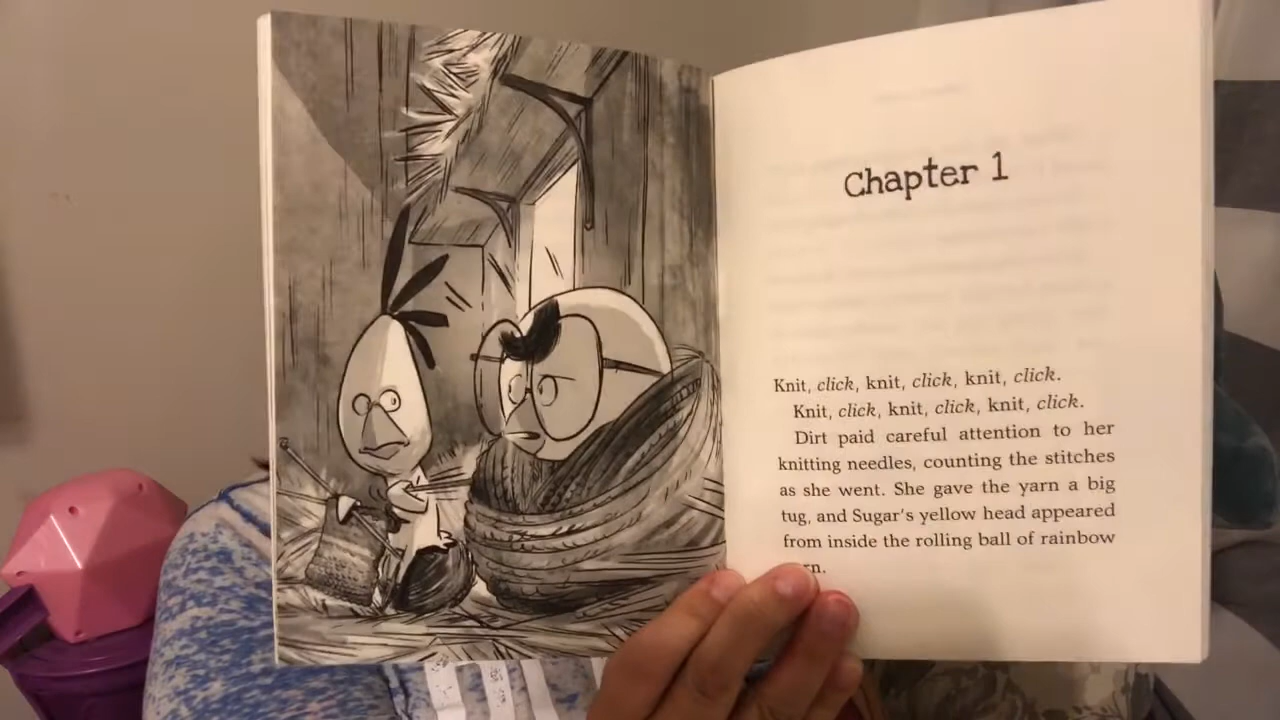 Chapter 1
Knit, click, knit, click, knit, click.
Knit, click, knit, click, knit, click.
Dirt paid careful attention to her
knitting needles, counting the stitches
as she went. She gave the yarn a big
tug, and Sugar's yellow head appeared
from inside the rolling ball of rainbow